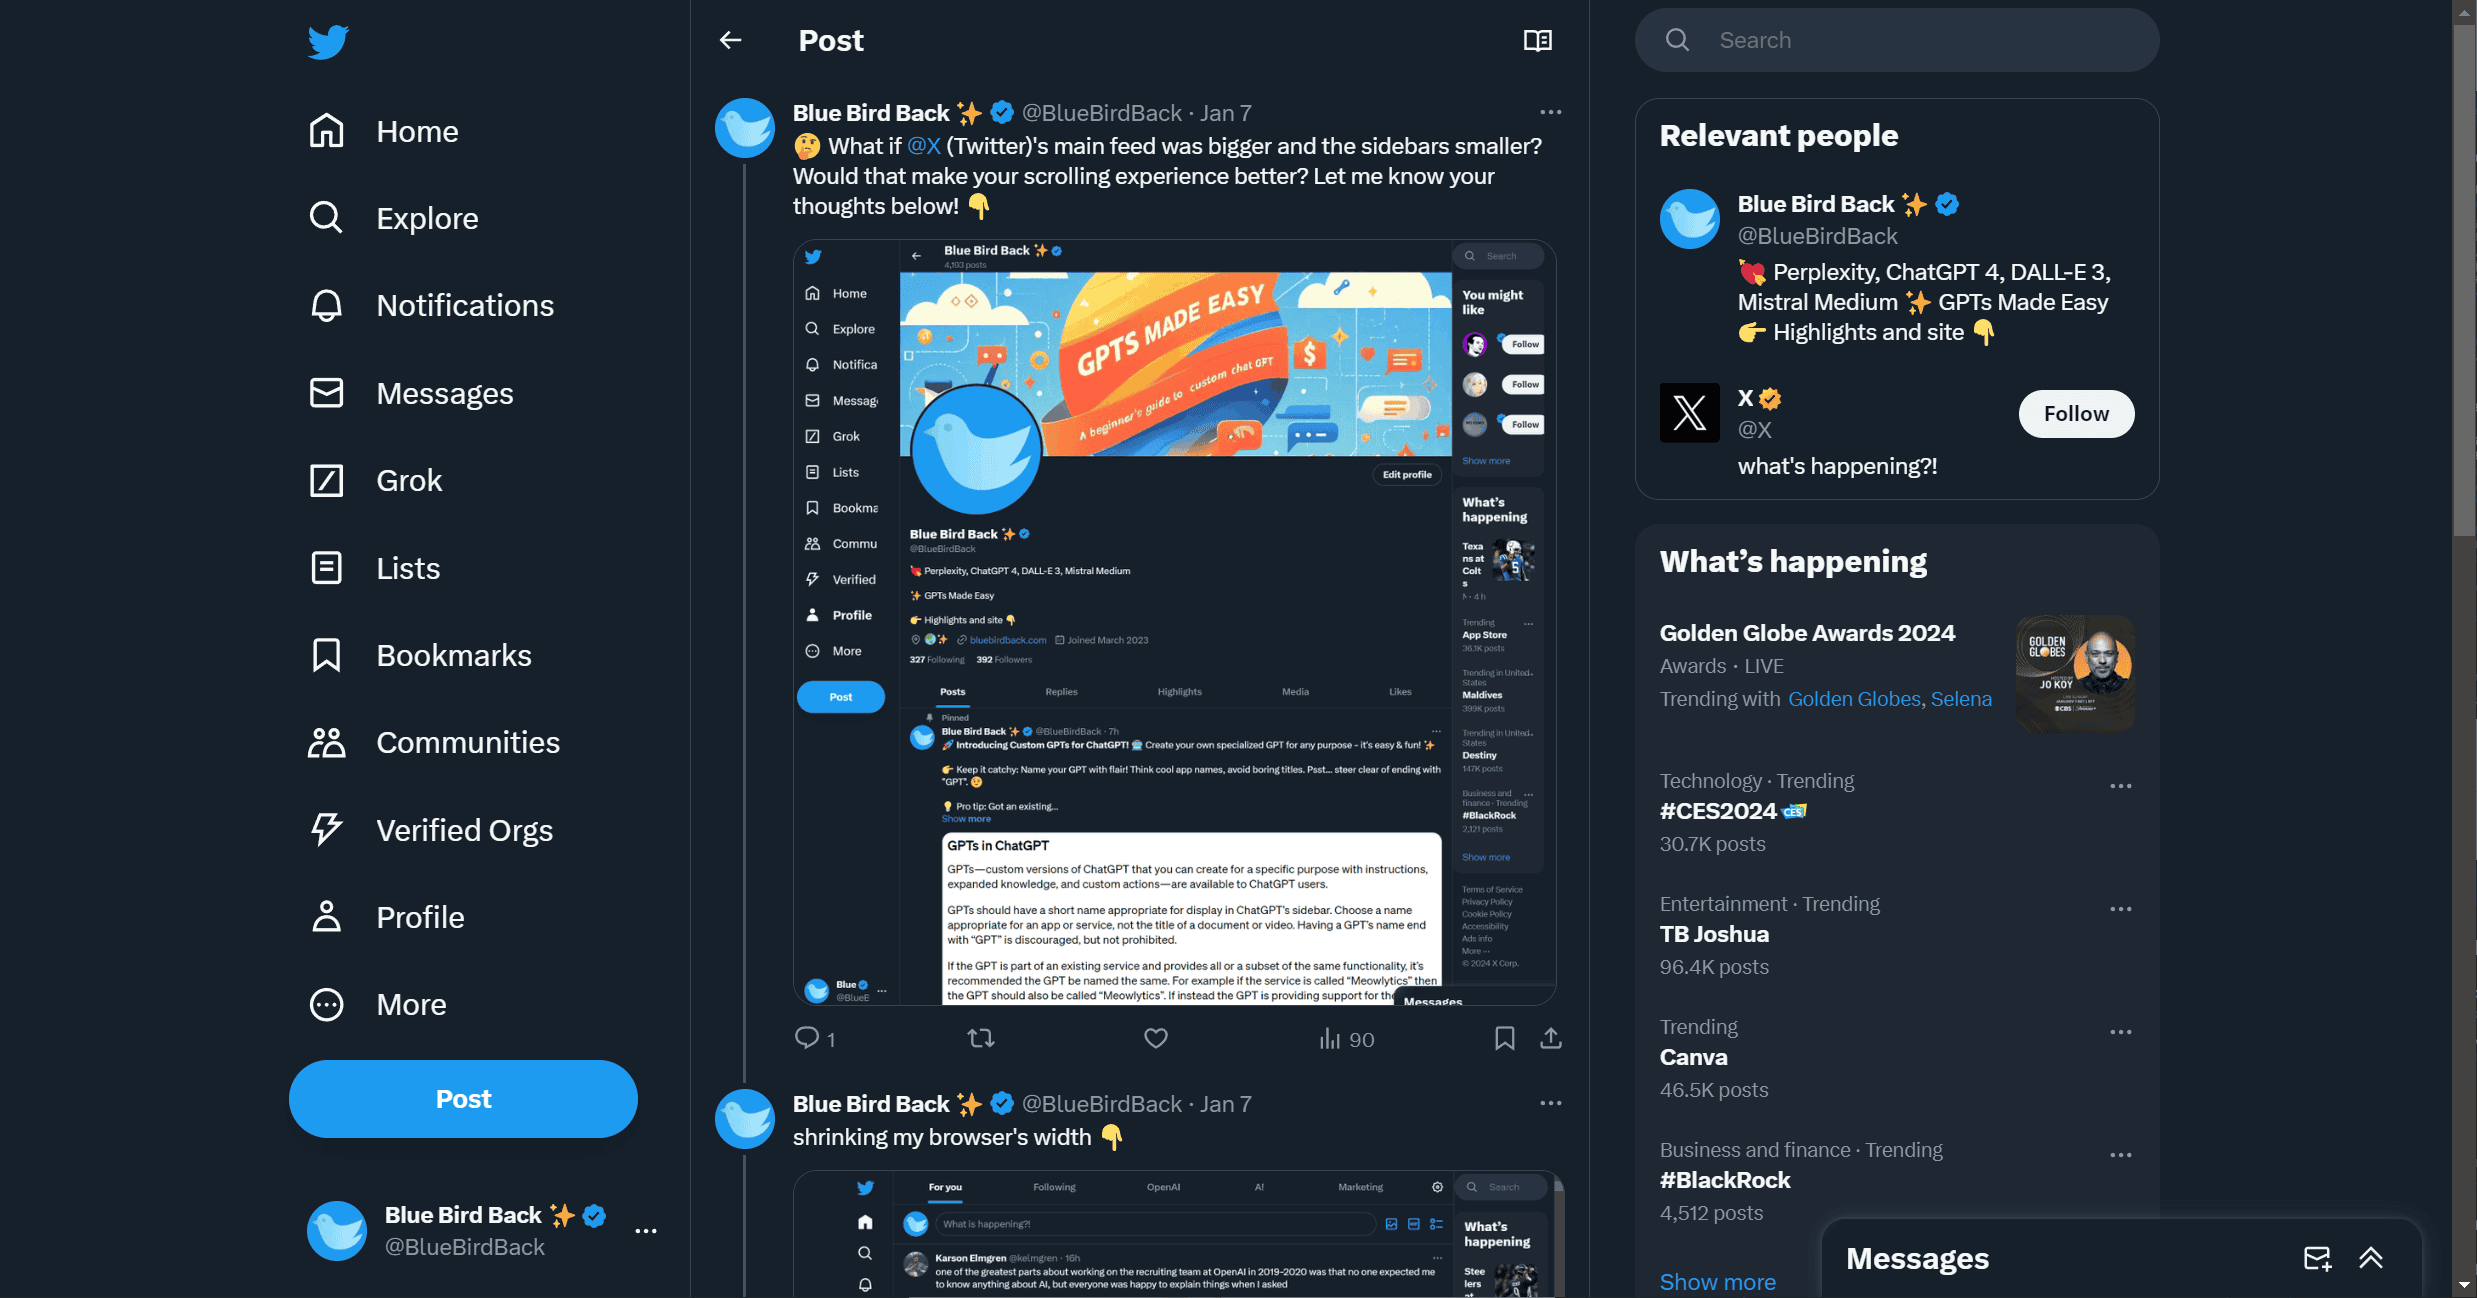 Home
Explore
Notifications
Messages
Grok
Lists
Bookmarks
Communities
Verified Orgs
Profile
More
Post
Blue Bird Back
@BlueBirdBack
Post
Blue Bird Back @BlueBirdBack · Jan 7
What if @X (Twitter)'s main feed was bigger and the sidebars smaller?
Would that make your scrolling experience better? Let me know your
thoughts below!
Home
Explore
Notifica
Messag
Grok
Lists
Bookma
Commu
Verified
Profile
More
Post
Blue
@BlueE
Blue Bird Back
4,193 posts
GPTS MADE EASY
A beginner's guide to custom chat GPT
Edit profile
Blue Bird Back
@BlueBirdBack
Perplexity, ChatGPT 4, DALL-E 3, Mistral Medium
GPTs Made Easy
Highlights and site
bluebirdback.com Joined March 2023
327 Following 392 Followers
Posts Replies Highlights Media Likes
Pinned
Blue Bird Back @BlueBirdBack · 7h
Introducing Custom GPTs for ChatGPT! Create your own specialized GPT for any purpose - it's easy & fun!
Keep it catchy: Name your GPT with flair! Think cool app names, avoid boring titles. Psst... steer clear of ending with
"GPT".
Pro tip: Got an existing...
Show more
GPTs in ChatGPT
GPTs—custom versions of ChatGPT that you can create for a specific purpose with instructions,
expanded knowledge, and custom actions—are available to ChatGPT users.
GPTs should have a short name appropriate for display in ChatGPT's sidebar. Choose a name
appropriate for an app or service, not the title of a document or video. Having a GPT's name end
with “GPT” is discouraged, but not prohibited.
If the GPT is part of an existing service and provides all or a subset of the same functionality, it's
recommended the GPT be named the same. For example if the service is called “Meowlytics” then
the GPT should also be called “Meowlytics”. If instead the GPT is providing support for the
Search
You might
like
Follow
Follow
Follow
Show more
What's
happening
Texa
ns at
Colt
s
· 4h
Trending
App Store
36.1K posts
Trending in United
States
Maldives
399K posts
Trending in United
States
Destiny
147K posts
Business and
finance · Trending
#BlackRock
2,121 posts
Show more
Terms of Service
Privacy Policy
Cookie Policy
Accessibility
Ads info
More ···
© 2024 X Corp.
Messages
1
90
Blue Bird Back @BlueBirdBack · Jan 7
shrinking my browser's width
For you Following OpenAI A! Marketing
What is happening?!
Karson Elmgren @kelmgren · 16h
one of the greatest parts about working on the recruiting team at OpenAI in 2019-2020 was that no one expected me
to know anything about AI, but everyone was happy to explain things when I asked
Search
What's
happening
Stee
lers
at
Search
Relevant people
Blue Bird Back
@BlueBirdBack
Perplexity, ChatGPT 4, DALL-E 3,
Mistral Medium GPTs Made Easy
Highlights and site
X
@X
Follow
what's happening?!
What's happening
Golden Globe Awards 2024
Awards · LIVE
Trending with Golden Globes, Selena
GOLDEN
GLOBES
HOSTED BY
JO KOY
CBS
Technology · Trending
#CES2024
CES
30.7K posts
Entertainment · Trending
TB Joshua
96.4K posts
Trending
Canva
46.5K posts
Business and finance · Trending
#BlackRock
4,512 posts
Show more
Messages